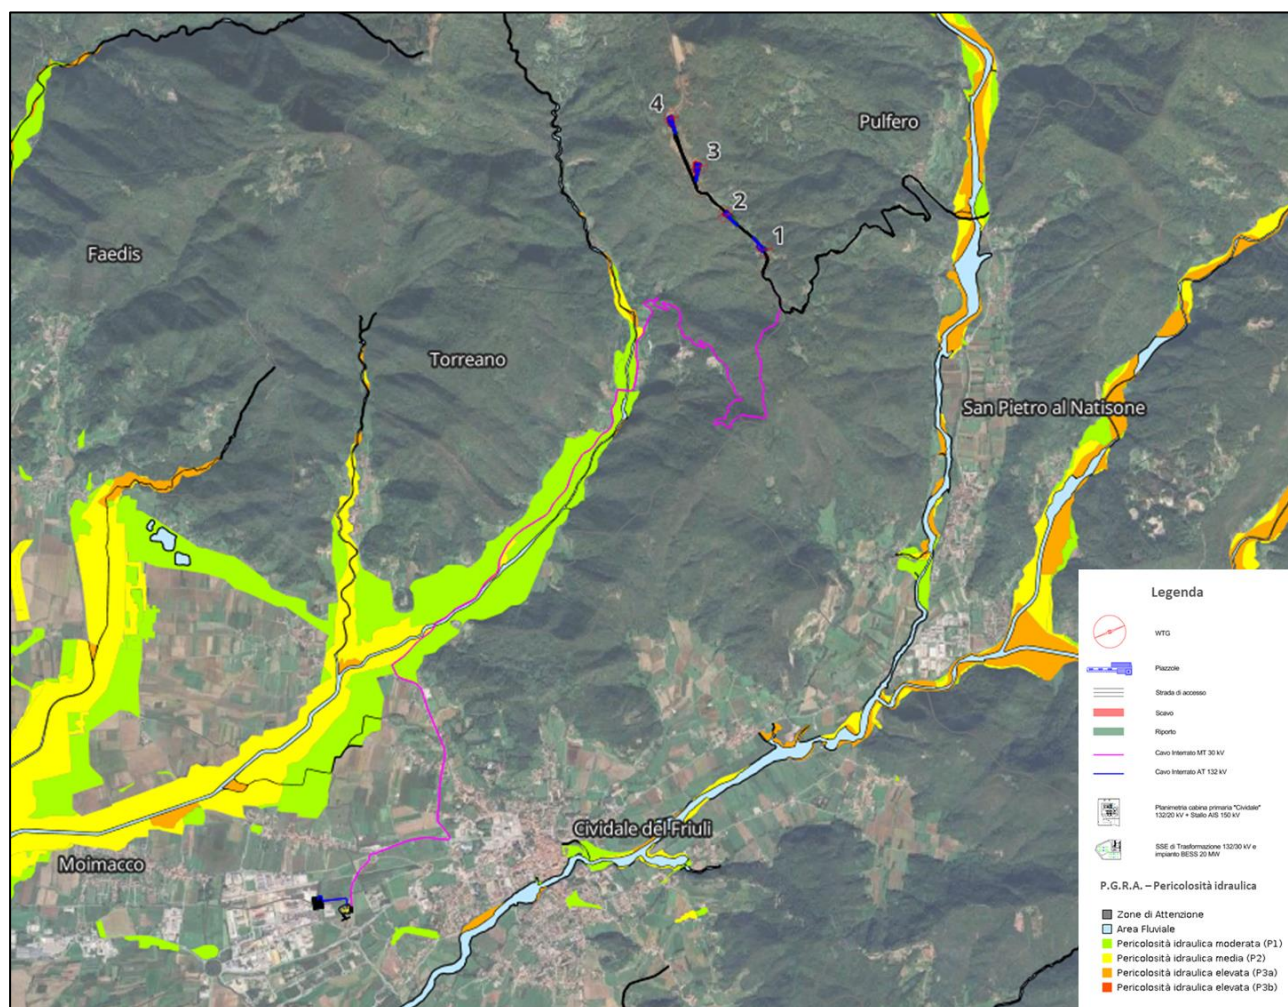 4
Pulfero
3
2
1
Faedis
Torreano
San Pietro al Natisone
Cividale del Friuli
Moimacco
Legenda
WTG
Piazzole
Strada di accesso
Scavo
Riporto
Cavo Interrato MT 30 kV
Cavo Interrato AT 132 kV
Planimetria cabina primaria "Cividale"
132/20 kV + Stallo AIS 150 kV
SSE di Trasformazione 132/30 kV e
impianto BESS 20 MW
P.G.R.A. – Pericolosità idraulica
Zone di Attenzione
Area Fluviale
Pericolosità idraulica moderata (P1)
Pericolosità idraulica media (P2)
Pericolosità idraulica elevata (P3a)
Pericolosità idraulica elevata (P3b)